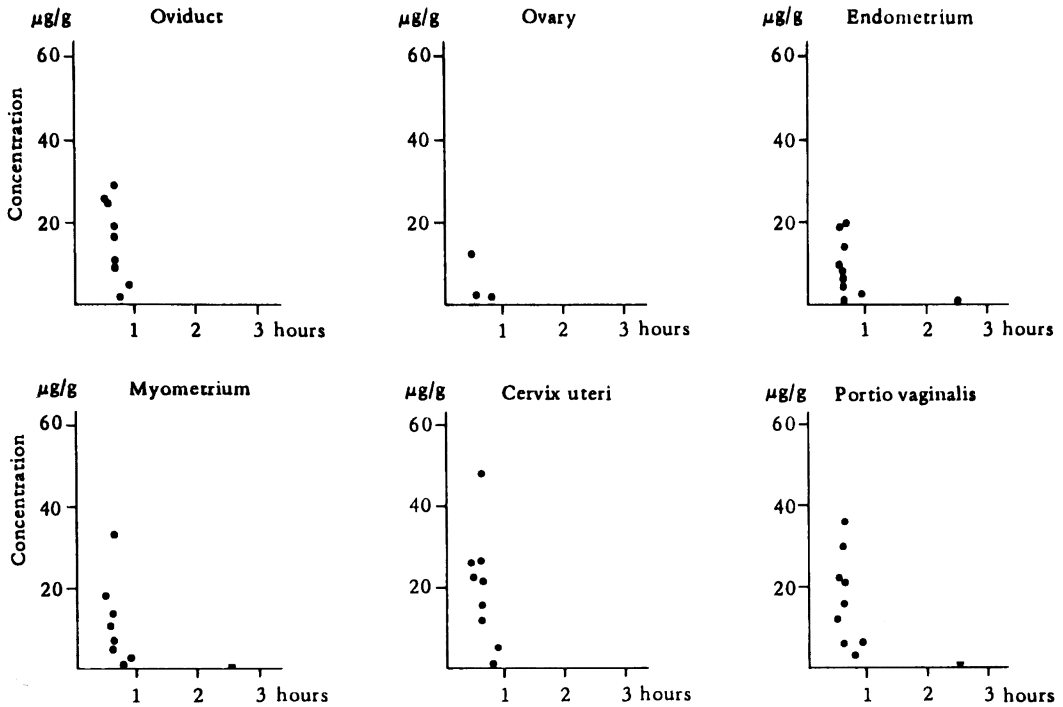 μg/g Oviduct
60
40
20
Concentration
1 2 3 hours
μg/g Ovary
60
40
20
1 2 3 hours
μg/g Endometrium
60
40
20
1 2 3 hours
μg/g Myometrium
60
40
20
Concentration
1 2 3 hours
μg/g Cervix uteri
60
40
20
1 2 3 hours
μg/g Portio vaginalis
60
40
20
1 2 3 hours